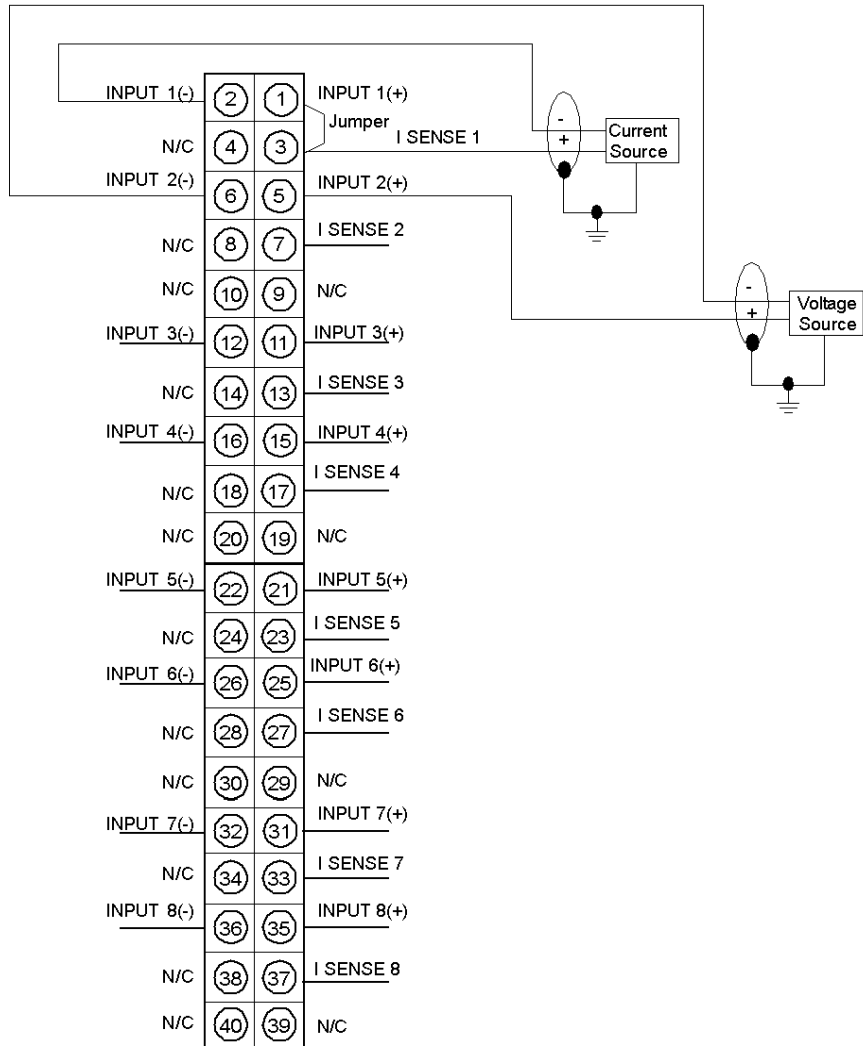 INPUT 1(-) 2 1 INPUT 1(+)
Jumper
N/C 4 3 I SENSE 1
- +
Current
Source
INPUT 2(-) 6 5 INPUT 2(+)
N/C 8 7 I SENSE 2
N/C 10 9 N/C
- +
Voltage
Source
INPUT 3(-) 12 11 INPUT 3(+)
N/C 14 13 I SENSE 3
INPUT 4(-) 16 15 INPUT 4(+)
N/C 18 17 I SENSE 4
N/C 20 19 N/C
INPUT 5(-) 22 21 INPUT 5(+)
N/C 24 23 I SENSE 5
INPUT 6(-) 26 25 INPUT 6(+)
N/C 28 27 I SENSE 6
N/C 30 29 N/C
INPUT 7(-) 32 31 INPUT 7(+)
N/C 34 33 I SENSE 7
INPUT 8(-) 36 35 INPUT 8(+)
N/C 38 37 I SENSE 8
N/C 40 39 N/C